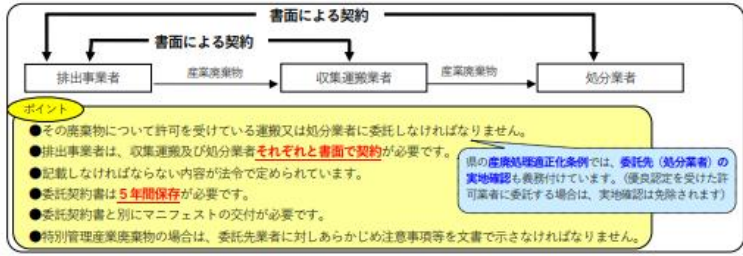 書面による契約
書面による契約
排出事業者
産業廃棄物
収集運搬業者
産業廃棄物
処分業者
ポイント
●その廃棄物について許可を受けている運搬又は処分業者に委託しなければなりません。
●排出事業者は、収集運搬及び処分業者それぞれと書面で契約が必要です。
●記載しなければならない内容が法令で定められています。
●委託契約書は５年間保存が必要です。
●委託契約書と別にマニフェストの交付が必要です。
●特別管理産業廃棄物の場合は、委託先業者に対しあらかじめ注意事項等を文書で示さなければなりません。
県の産廃処理適正化条例では、委託先（処分業者）の
実地確認も義務付けています。（優良認定を受けた許
可業者に委託する場合は、実地確認は免除されます）